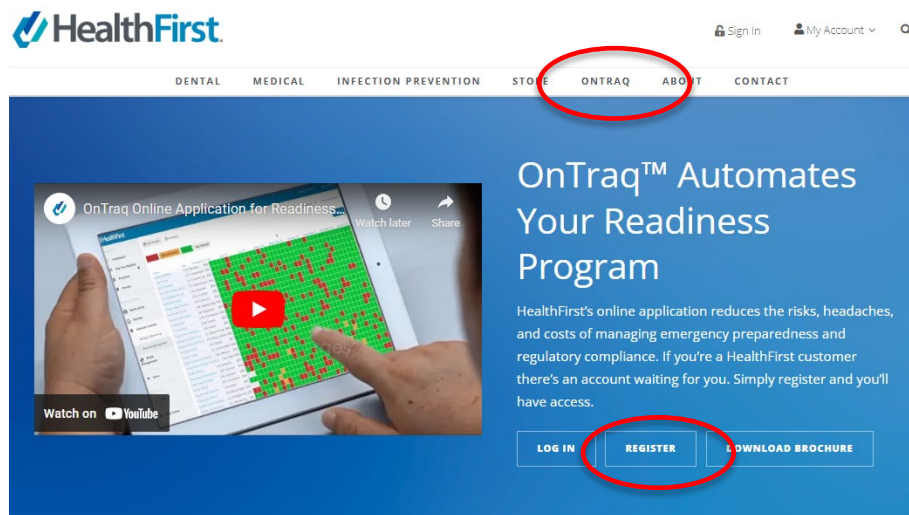 HealthFirst.
Sign In
My Account
DENTAL MEDICAL INFECTION PREVENTION STORE ONTRAQ ABOUT CONTACT
OnTraq Online Application for Readiness...
Watch later
Share
HealthFirst
Watch on YouTube
OnTraq™ Automates
Your Readiness
Program
HealthFirst's online application reduces the risks, headaches,
and costs of managing emergency preparedness and
regulatory compliance. If you're a HealthFirst customer
there's an account waiting for you. Simply register and you'll
have access.
LOG IN REGISTER DOWNLOAD BROCHURE